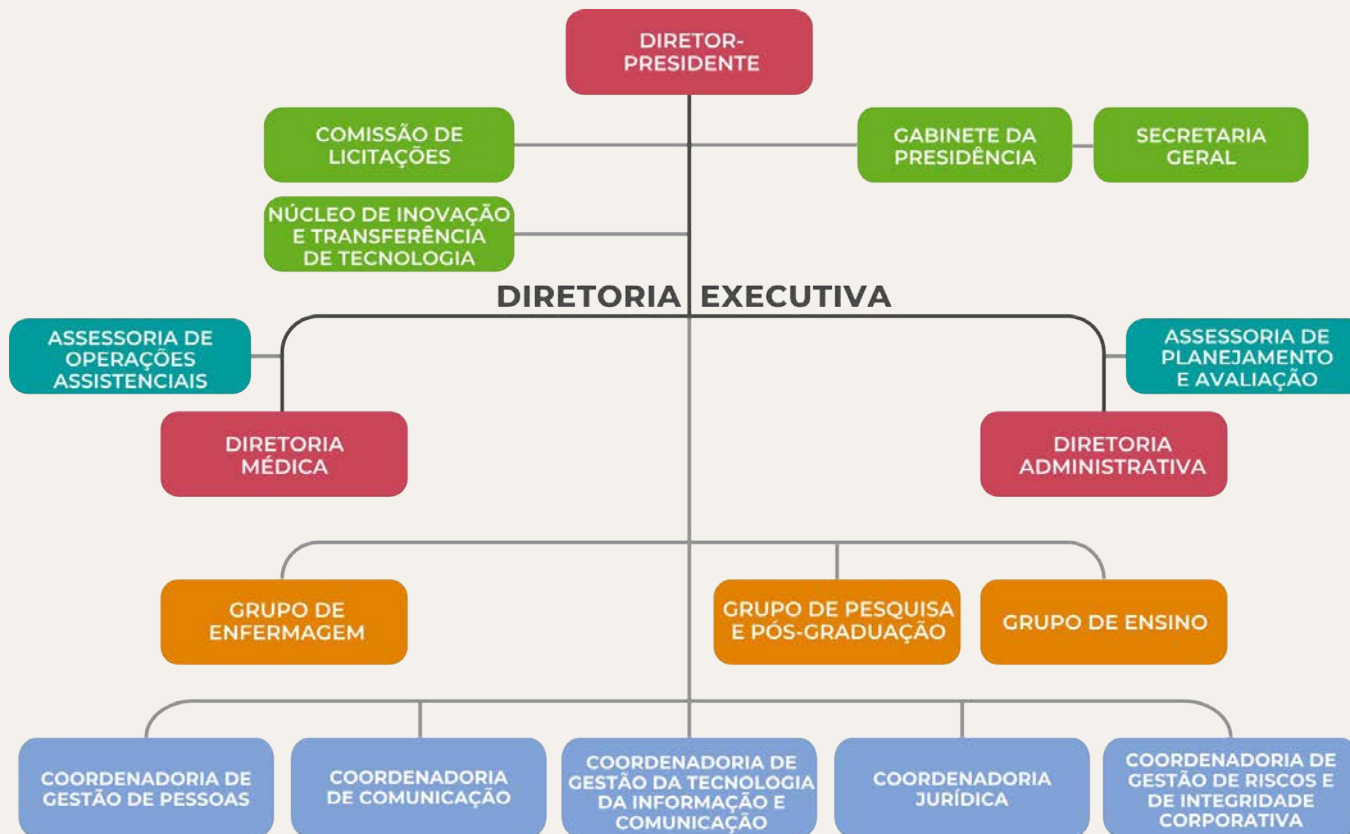 DIRETOR-
PRESIDENTE
COMISSÃO DE
LICITAÇÕES
GABINETE DA
PRESIDÊNCIA
SECRETARIA
GERAL
NÚCLEO DE INOVAÇÃO
E TRANSFERÊNCIA
DE TECNOLOGIA
DIRETORIA EXECUTIVA
ASSESSORIA DE
OPERAÇÕES
ASSISTENCIAIS
ASSESSORIA DE
PLANEJAMENTO
E AVALIAÇÃO
DIRETORIA
MÉDICA
DIRETORIA
ADMINISTRATIVA
GRUPO DE
ENFERMAGEM
GRUPO DE PESQUISA
E PÓS-GRADUAÇÃO
GRUPO DE ENSINO
COORDENADORIA DE
GESTÃO DE PESSOAS
COORDENADORIA
DE COMUNICAÇÃO
COORDENADORIA DE
GESTÃO DA TECNOLOGIA
DA INFORMAÇÃO E
COMUNICAÇÃO
COORDENADORIA
JURÍDICA
COORDENADORIA DE
GESTÃO DE RISCOS E
DE INTEGRIDADE
CORPORATIVA